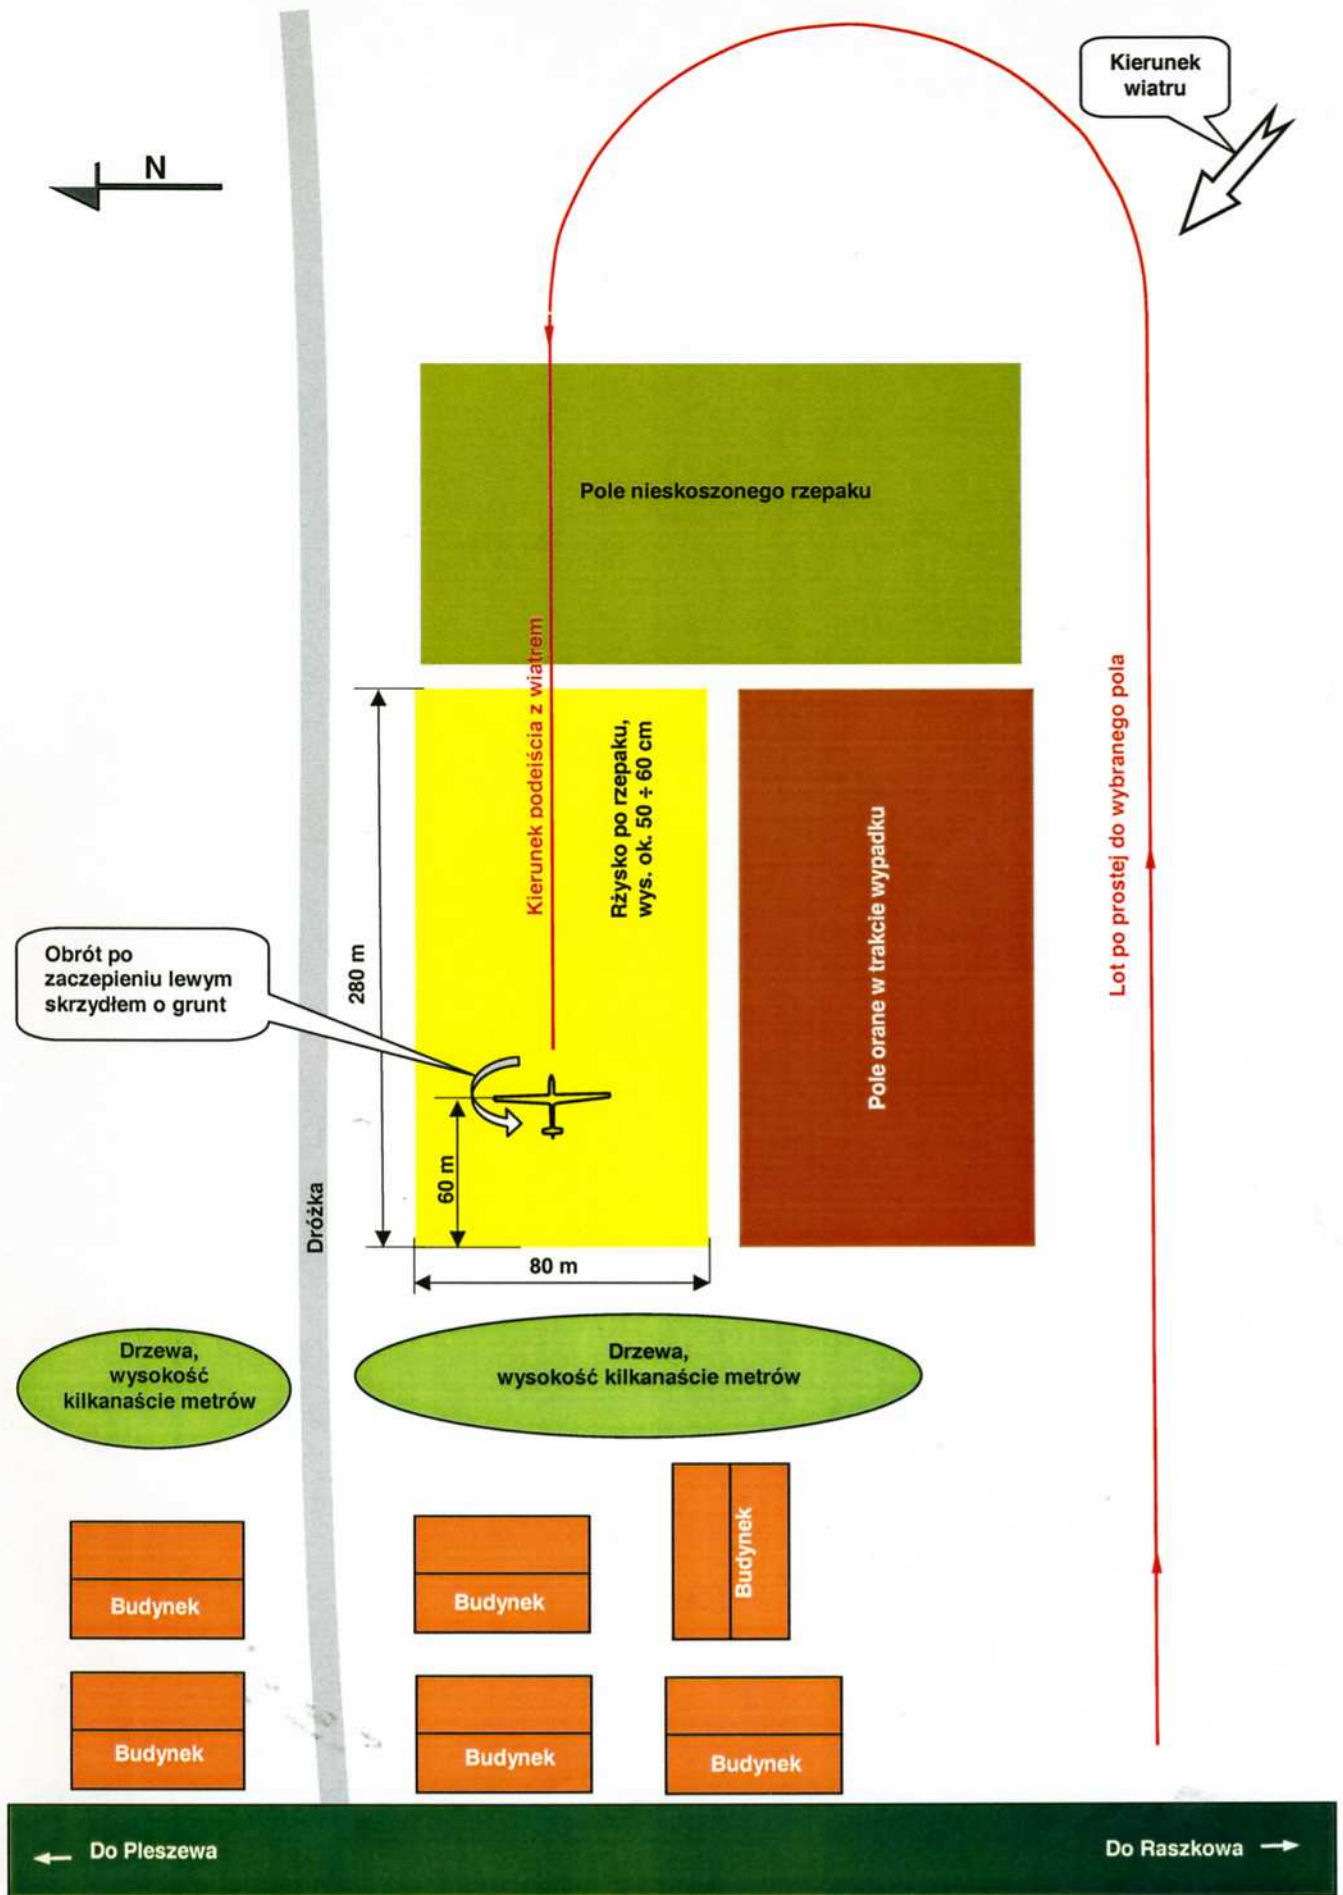 Kierunek
wiatru
N
Pole nieskoszonego rzepaku
Kierunek podeiścia z wiatrem
Rżysko po rzepaku,
wys. ok. 50 ÷ 60 cm
Pole orane w trakcie wypadku
Lot po prostej do wybranego pola
Obrót po
zaczepieniu lewym
skrzydłem o grunt
280 m
60 m
80 m
Dróżka
Drzewa,
wysokość
kilkanaście metrów
Drzewa,
wysokość kilkanaście metrów
Budynek
Budynek
Budynek
Budynek
Budynek
Budynek
Do Pleszewa
Do Raszkowa